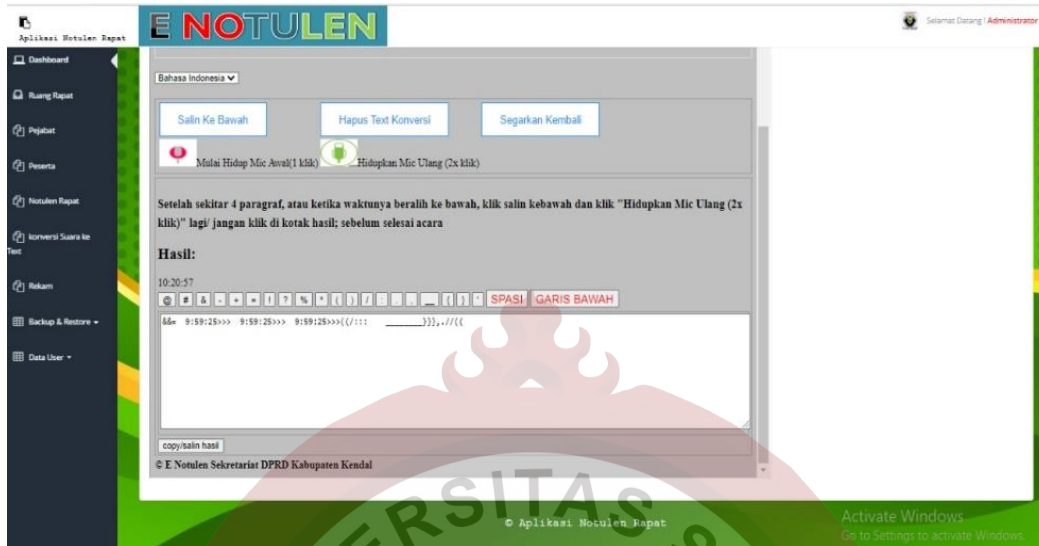 Aplikasi Notulen Rapat
E NOTULEN
Selamat Datang ! Administrator
Dashboard
Ruang Rapat
Pejabat
Peserta
Notulen Rapat
konversi Suara ke
Text
Rekam
Backup & Restore
Data User
Bahasa Indonesia
Salin Ke Bawah Hapus Text Konversi Segarkan Kembali
Mulai Hidup Mic Awal(1 klik) Hidupkan Mic Ulang (2x klik)
Setelah sekitar 4 paragraf, atau ketika waktunya beralih ke bawah, klik salin kebawah dan klik "Hidupkan Mic Ulang (2x
klik)" lagi/ jangan klik di kotak hasil; sebelum selesai acara
Hasil:
10:20:57
@ # & - + = ! ? % * ( ) / : . , __ { } " SPASI GARIS BAWAH
&&= 9:59:25>>> 9:59:25>>> 9:59:25>>>((/::: _______}}},.//((
copy/salin hasil
© E Notulen Sekretariat DPRD Kabupaten Kendal
ERSITAS
© Aplikasi Notulen Rapat
Activate Windows
Go to Settings to activate Windows.